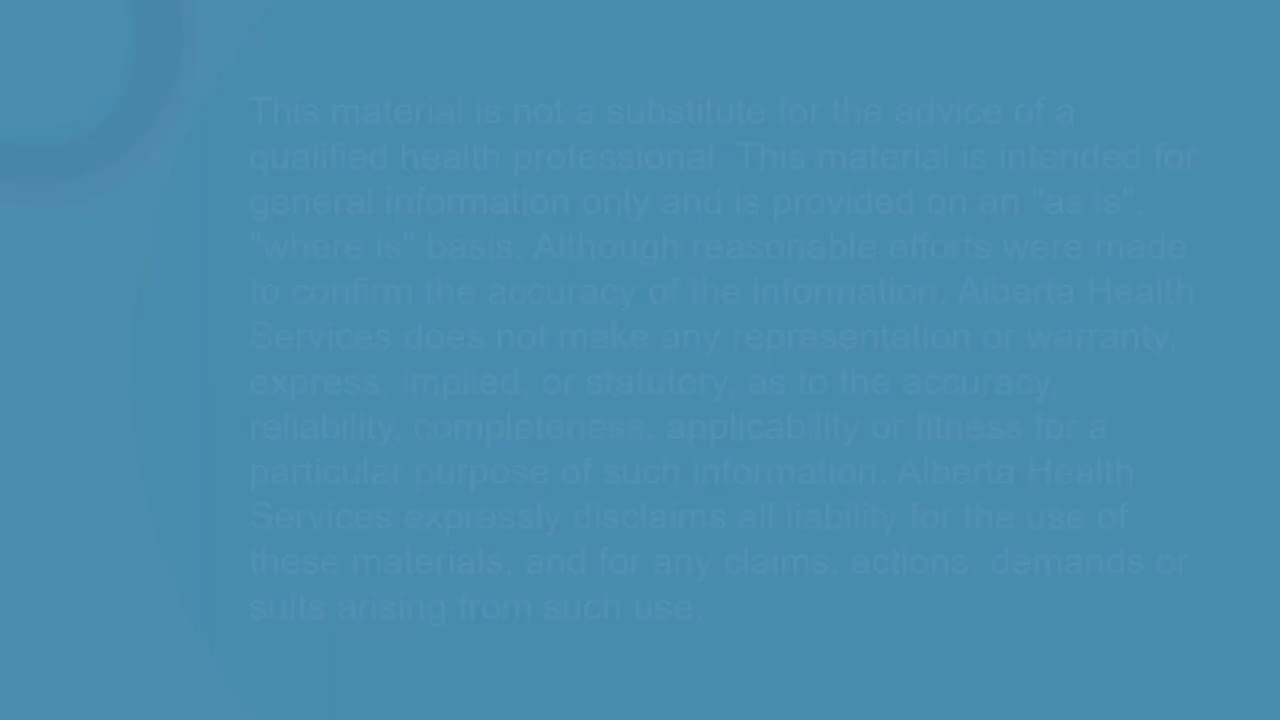 This material is not a substitute for the advice of a
qualified health professional. This material is intended for
general information only and is provided on an "as is",
"where is" basis. Although reasonable efforts were made
to confirm the accuracy of the information, Alberta Health
Services does not make any representation or warranty,
express, implied, or statutory, as to the accuracy,
reliability, completeness, applicability or fitness for a
particular purpose of such information. Alberta Health
Services expressly disclaims all liability for the use of
these materials, and for any claims, actions, demands or
suits arising from such use.